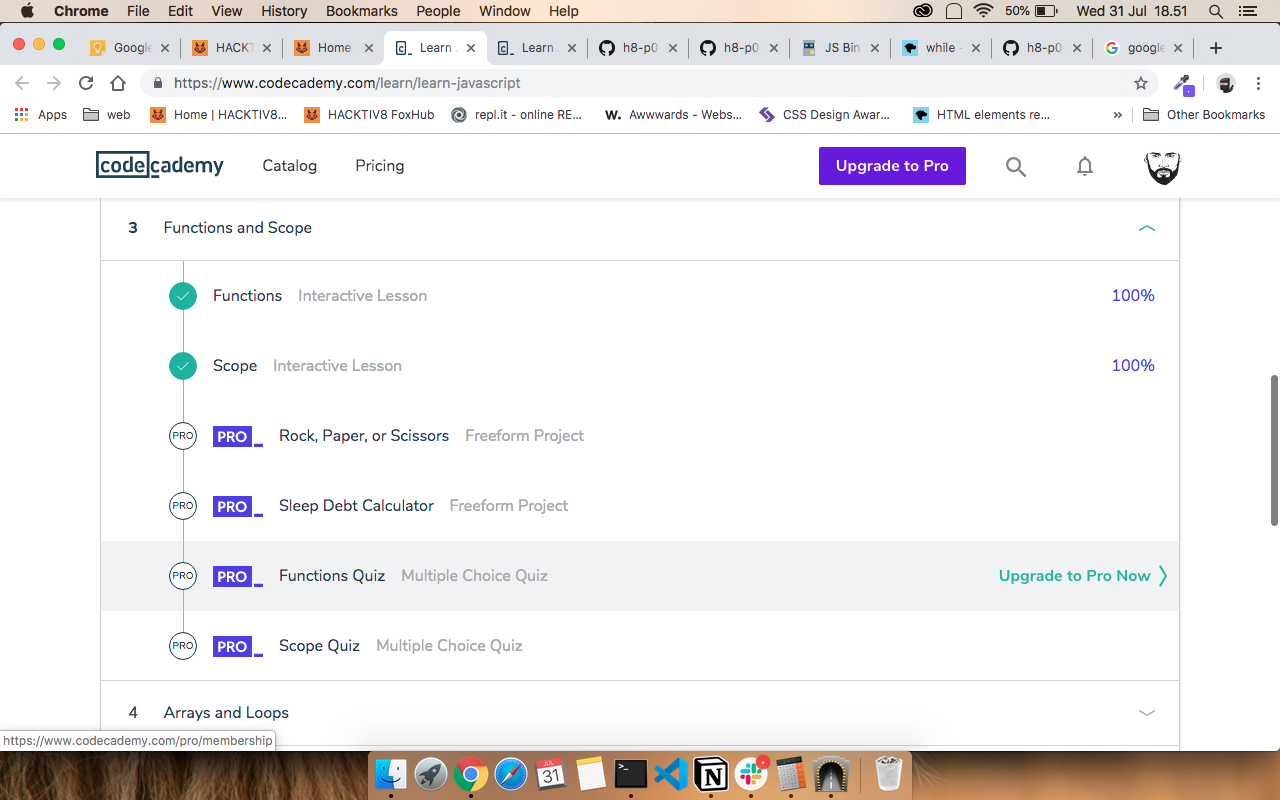 Chrome File Edit View History Bookmarks People Window Help 50% Wed 31 Jul 18.51
Google HACKT Home Learn Learn h8-p0 h8-p0 JS Bin while - h8-p0 google
https://www.codecademy.com/learn/learn-javascript
Apps web Home | HACKTIV8... HACKTIV8 FoxHub repl.it - online RE... W. Awwwards - Webs... CSS Design Awar... HTML elements re... » Other Bookmarks
codecademy Catalog Pricing Upgrade to Pro
3 Functions and Scope
Functions Interactive Lesson 100%
Scope Interactive Lesson 100%
PRO PRO_ Rock, Paper, or Scissors Freeform Project
PRO PRO_ Sleep Debt Calculator Freeform Project
PRO PRO_ Functions Quiz Multiple Choice Quiz Upgrade to Pro Now
PRO PRO_ Scope Quiz Multiple Choice Quiz
4 Arrays and Loops
https://www.codecademy.com/pro/membership
JUL
31